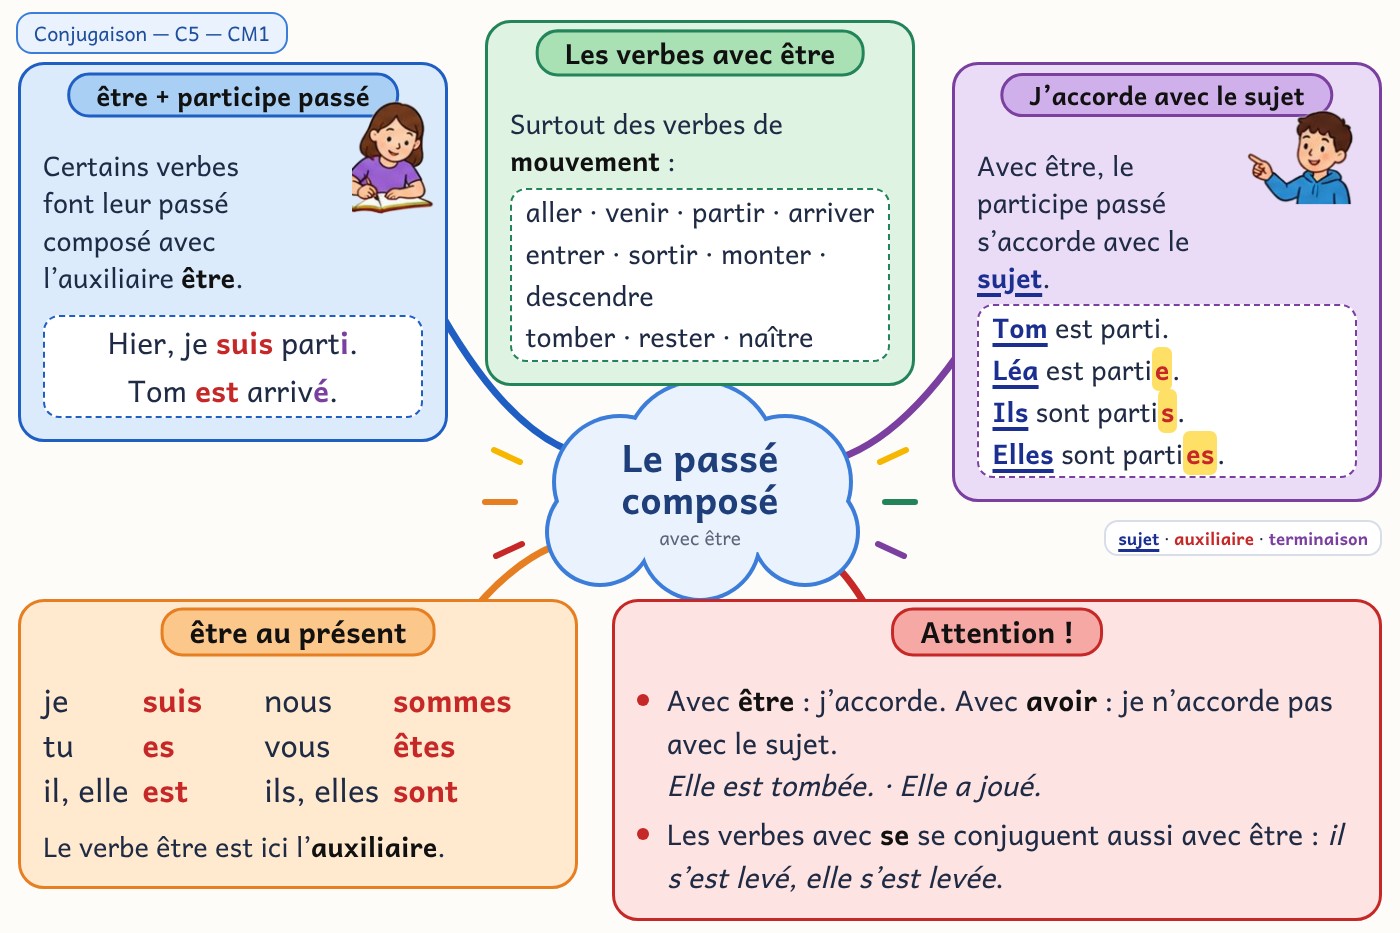 Conjugaison — C5 — CM1
être + participe passé
Certains verbes
font leur passé
composé avec
l’auxiliaire être.
Hier, je suis parti.
Tom est arrivé.
Les verbes avec être
Surtout des verbes de
mouvement :
aller · venir · partir · arriver
entrer · sortir · monter ·
descendre
tomber · rester · naître
J’accorde avec le sujet
Avec être, le
participe passé
s’accorde avec le
sujet.
Tom est parti.
Léa est partie.
Ils sont partis.
Elles sont parties.
Le passé
composé
avec être
sujet · auxiliaire · terminaison
être au présent
je suis nous sommes
tu es vous êtes
il, elle est ils, elles sont
Le verbe être est ici l’auxiliaire.
Attention !
• Avec être : j’accorde. Avec avoir : je n’accorde pas
avec le sujet.
Elle est tombée. · Elle a joué.
• Les verbes avec se se conjuguent aussi avec être : il
s’est levé, elle s’est levée.